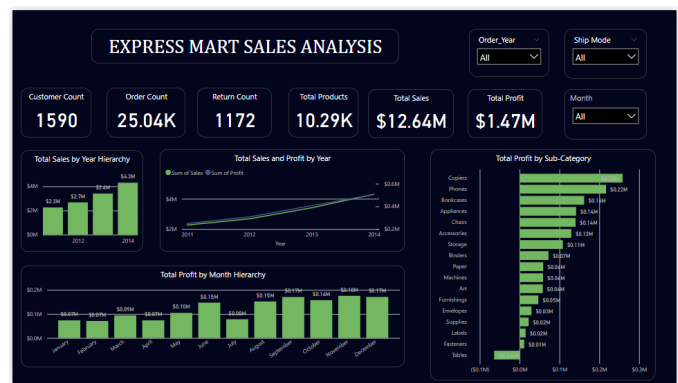 EXPRESS MART SALES ANALYSIS
Order_Year
All
Ship Mode
All
Customer Count
1590
Order Count
25.04K
Return Count
1172
Total Products
10.29K
Total Sales
$12.64M
Total Profit
$1.47M
Month
All
Total Sales by Year Hierarchy
$4M
$2M
$0M
$2.3M
$2.7M
$3.4M
$4.3M
2012
2014
Total Sales and Profit by Year
Sum of Sales
Sum of Profit
$4M
$2M
$0.6M
$0.4M
$0.2M
2011
2012
2013
2014
Year
Total Profit by Sub-Category
Copiers
Phones $0.22M
Bookcases
Appliances $0.14M
Chairs $0.14M
Accessories $0.13M
Storage $0.11M
Binders $0.07M
Paper $0.06M
Machines $0.06M
Art $0.06M
Furnishings $0.05M
Envelopes $0.03M
Supplies $0.02M
Labels $0.02M
Fasteners $0.01M
Tables
($0.1M) $0.0M $0.1M $0.2M $0.3M
Total Profit by Month Hierarchy
$0.2M
$0.1M
$0.0M
$0.07M $0.07M $0.09M $0.07M $0.10M $0.15M $0.08M $0.15M $0.17M $0.16M $0.18M $0.17M
January February March April May June July August September October November December